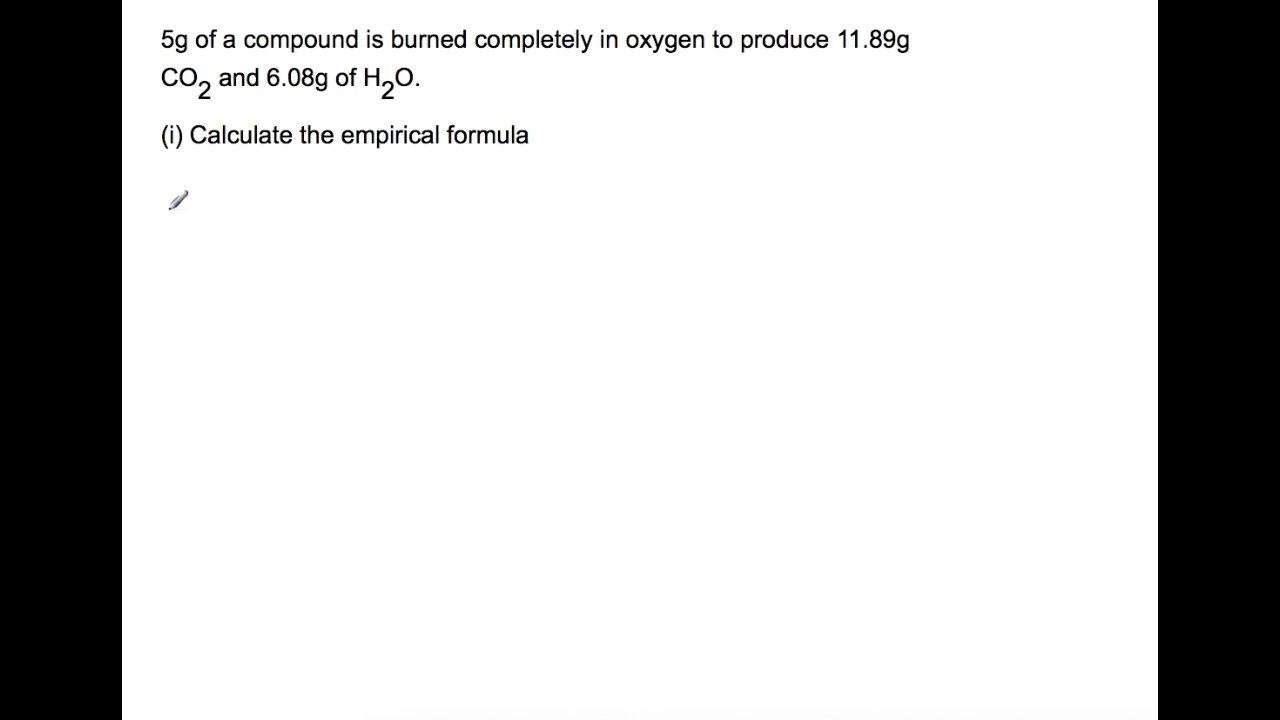 5g of a compound is burned completely in oxygen to produce 11.89g
CO2 and 6.08g of H2O.
(i) Calculate the empirical formula